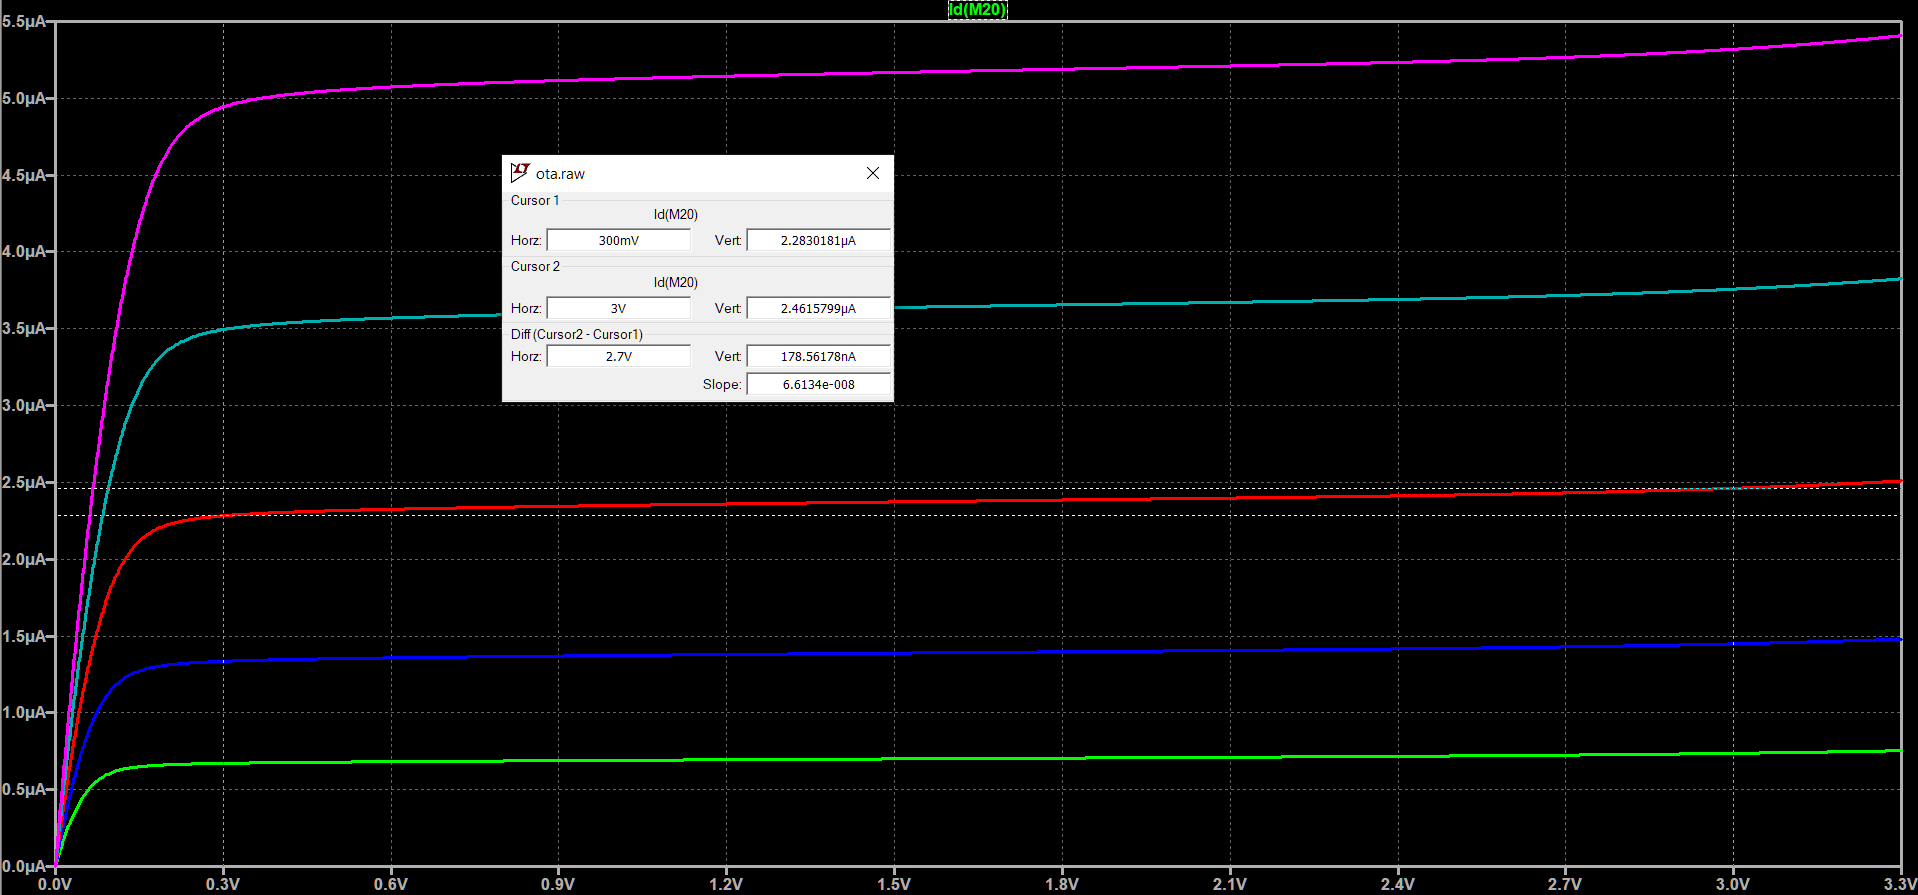 Id(M20)
5.5µA
5.0µA
4.5µA
4.0µA
3.5µA
3.0µA
2.5µA
2.0µA
1.5µA
1.0µA
0.5µA
0.0µA
ota.raw
Cursor 1
Id(M20)
Horz: 300mV Vert: 2.2830181µA
Cursor 2
Id(M20)
Horz: 3V Vert: 2.4615799µA
Diff (Cursor2 - Cursor1)
Horz: 2.7V Vert: 178.56178nA
Slope: 6.6134e-008
0.0V 0.3V 0.6V 0.9V 1.2V 1.5V 1.8V 2.1V 2.4V 2.7V 3.0V 3.3V